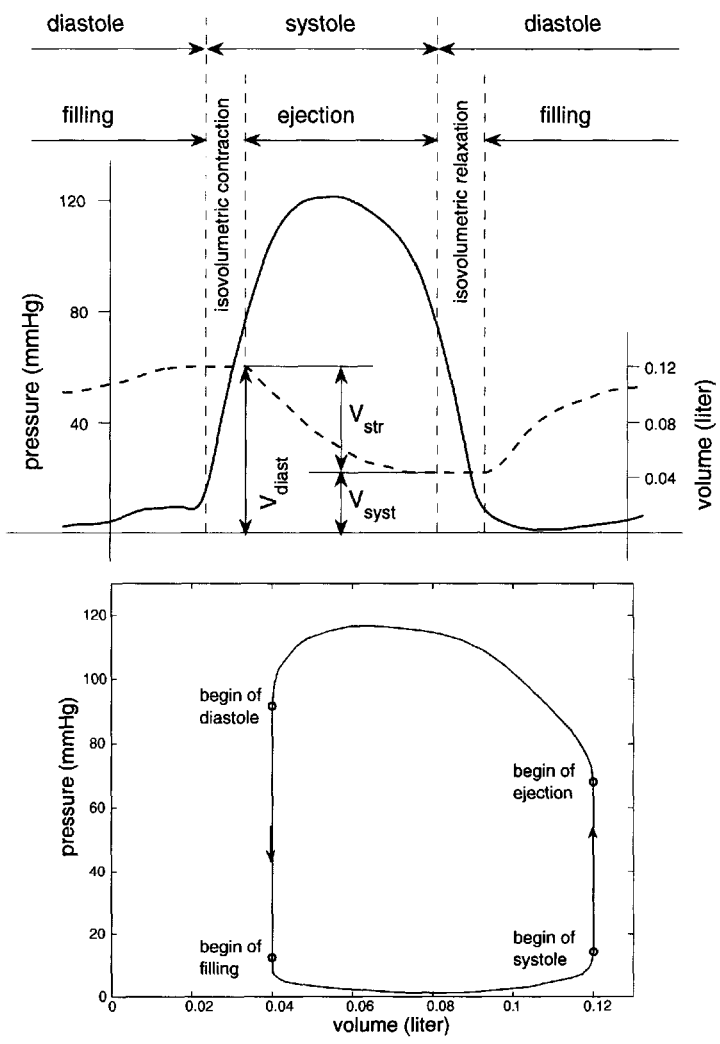 diastole systole diastole
filling ejection filling
isovolumetric contraction
isovolumetric relaxation
pressure (mmHg)
120
80
40
V_diast
V_str
V_syst
0.12
0.08
0.04
volume (liter)
pressure (mmHg)
120
100
80
60
40
20
0
begin of
diastole
begin of
ejection
begin of
filling
begin of
systole
0 0.02 0.04 0.06 0.08 0.1 0.12
volume (liter)